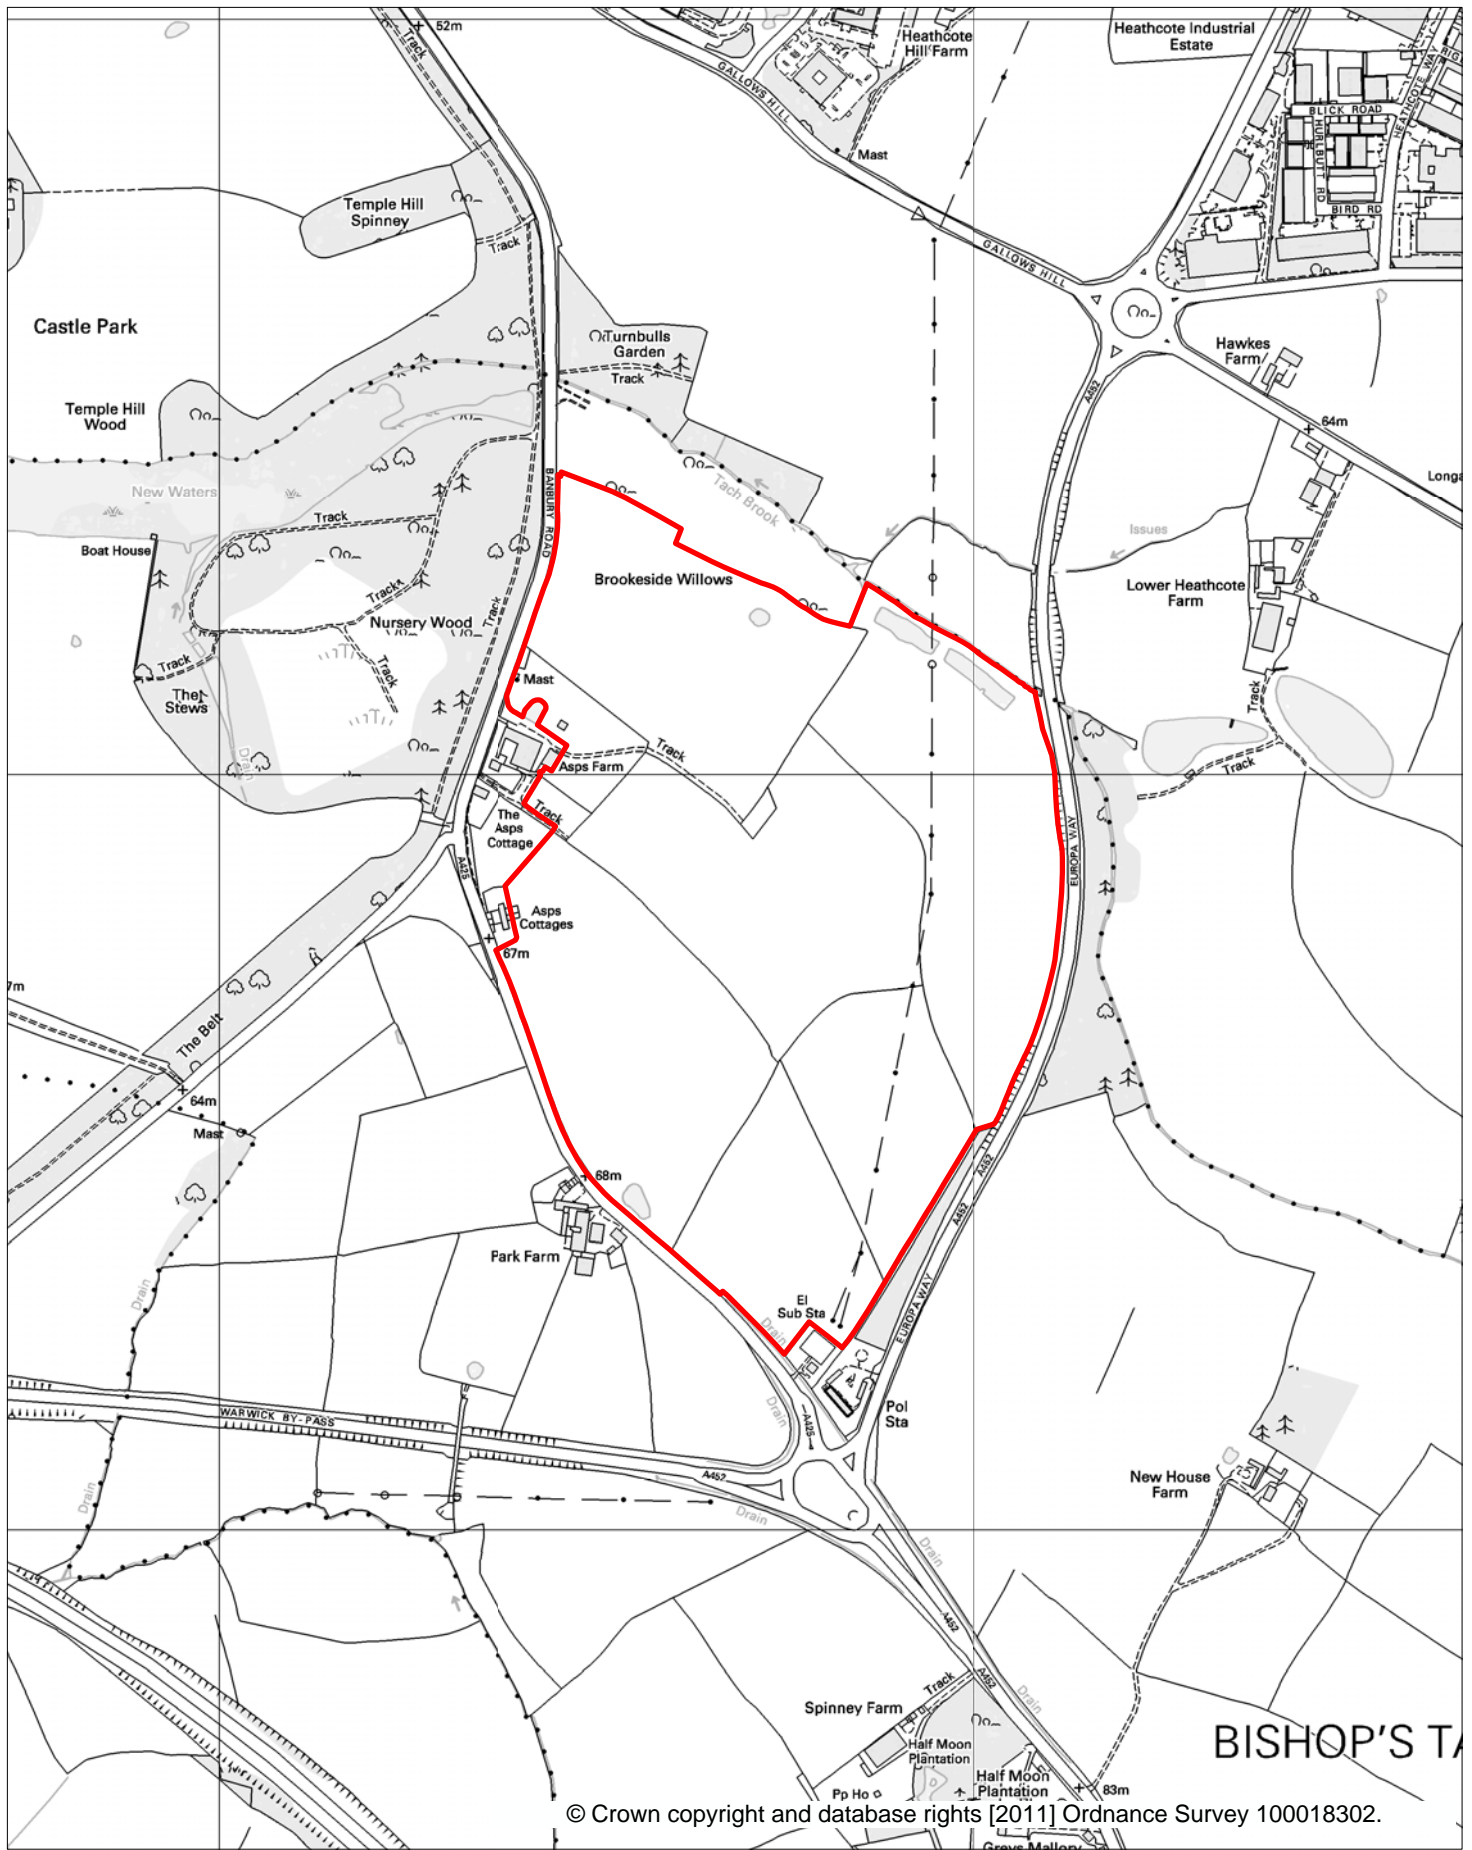 Track
52m
Heathcote
Hill Farm
Heathcote Industrial
Estate
GALLOWS HILL
BLICK ROAD
HURLBUTT RD
HEATHCOTE WAY
BIRD RD
Mast
Temple Hill
Spinney
Track
GALLOWS HILL
Castle Park
Turnbulls
Garden
Track
Hawkes
Farm
A452
64m
Temple Hill
Wood
New Waters
BANBURY ROAD
Tach Brook
Longa
Track
Issues
Boat House
Brookeside Willows
Lower Heathcote
Farm
Track
Nursery Wood
Track
Track
Track
The
Stews
Mast
Track
Drain
Asps Farm
Track
Track
Track
The
Asps
Cottage
A425
EUROPA WAY
Asps
Cottages
67m
7m
The Belt
64m
Mast
68m
A452
A452
Park Farm
Drain
El
Sub Sta
Drain
EUROPA WAY
Pol
Sta
Drain
A425
WARWICK BY-PASS
A452
New House
Farm
Drain
Drain
Drain
A452
A452
Drain
Track
Spinney Farm
BISHOP'S TA
Half Moon
Plantation
Half Moon
Plantation
Pp Ho
83m
© Crown copyright and database rights [2011] Ordnance Survey 100018302.
Greys Mallory